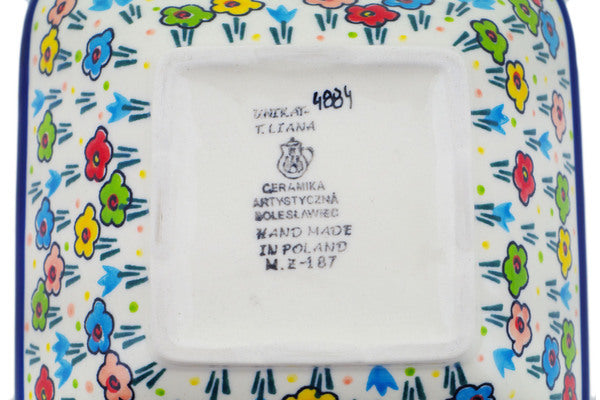 UNIKAT 4884
T. LIANA
CERAMIKA
ARTYSTYCZNA
BOLESŁAWIEC
HAND MADE
IN POLAND
M.Z-187